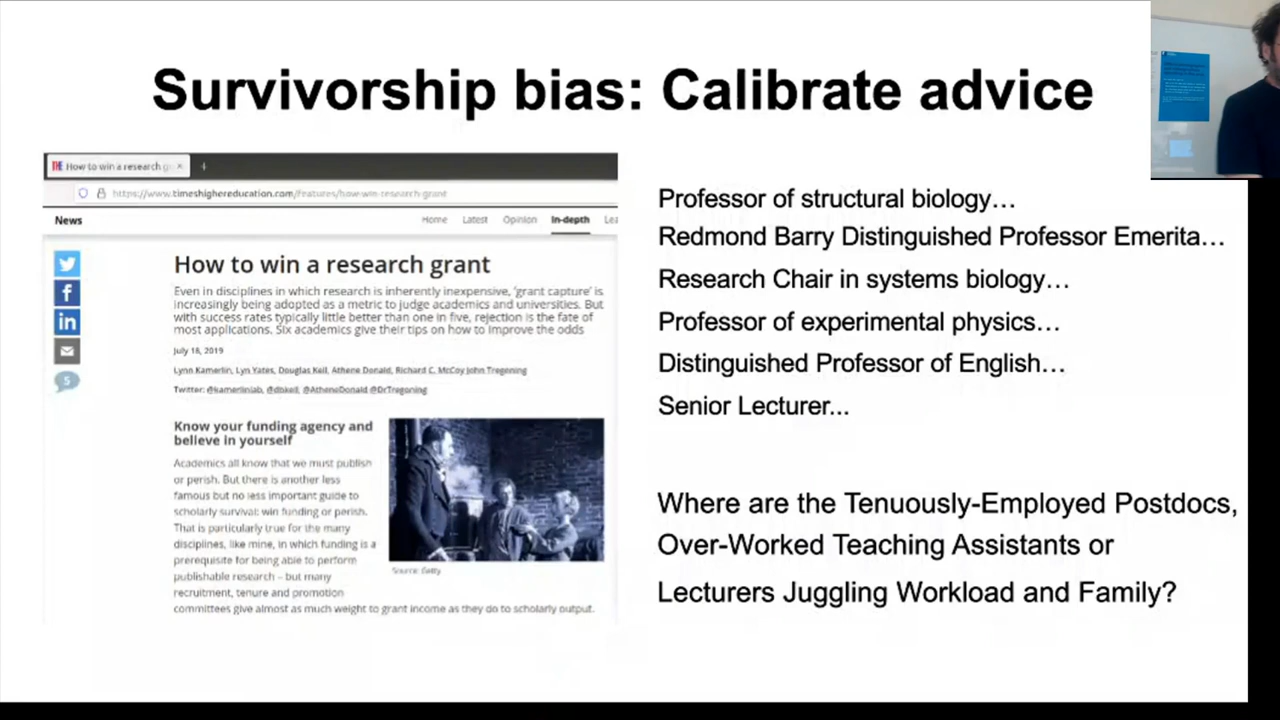 Survivorship bias: Calibrate advice
How to win a research gr
https://www.timeshighereducation.com/features/how-win-research-grant
News
Home Latest Opinion In-depth Lea
How to win a research grant
Even in disciplines in which research is inherently inexpensive, 'grant capture' is
increasingly being adopted as a metric to judge academics and universities. But
with success rates typically little better than one in five, rejection is the fate of
most applications. Six academics give their tips on how to improve the odds
July 18, 2019
Lynn Kamerlin, Lyn Yates, Douglas Kell, Athene Donald, Richard C. McCoy John Tregoning
Twitter: @kamerlinlab, @dbkell, @AtheneDonald @DrTregoning
5
Know your funding agency and
believe in yourself
Academics all know that we must publish
or perish. But there is another less
famous but no less important guide to
scholarly survival: win funding or perish.
That is particularly true for the many
disciplines, like mine, in which funding is a
prerequisite for being able to perform
publishable research – but many
recruitment, tenure and promotion
committees give almost as much weight to grant income as they do to scholarly output.
Source: Getty
Professor of structural biology…
Redmond Barry Distinguished Professor Emerita…
Research Chair in systems biology…
Professor of experimental physics…
Distinguished Professor of English…
Senior Lecturer...
Where are the Tenuously-Employed Postdocs,
Over-Worked Teaching Assistants or
Lecturers Juggling Workload and Family?